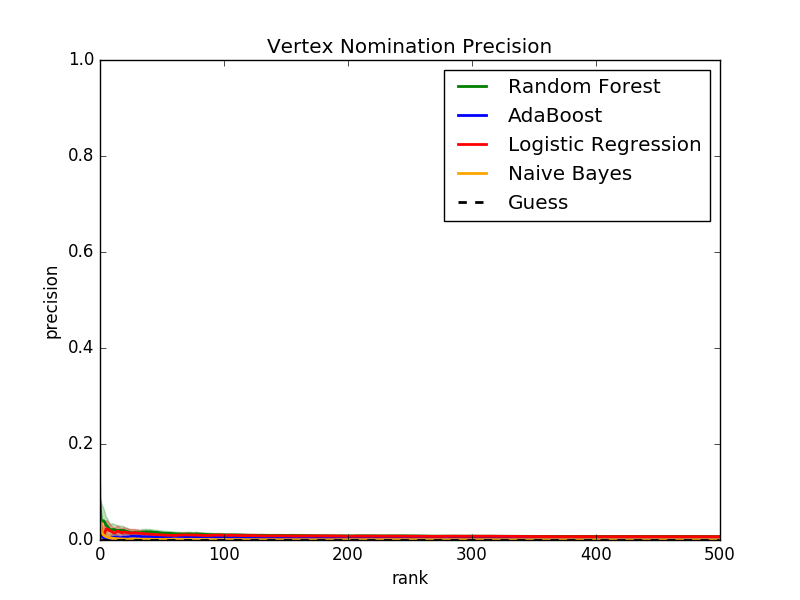 Vertex Nomination Precision
1.0
0.8
0.6
0.4
0.2
0.0
precision
Random Forest
AdaBoost
Logistic Regression
Naive Bayes
Guess
0 100 200 300 400 500
rank